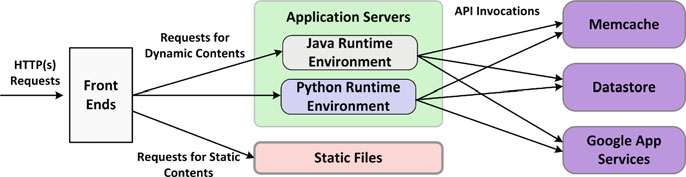 HTTP(s)
Requests
Front
Ends
Requests for
Dynamic Contents
Requests for Static
Contents
Application Servers
Java Runtime
Environment
Python Runtime
Environment
Static Files
API Invocations
Memcache
Datastore
Google App
Services